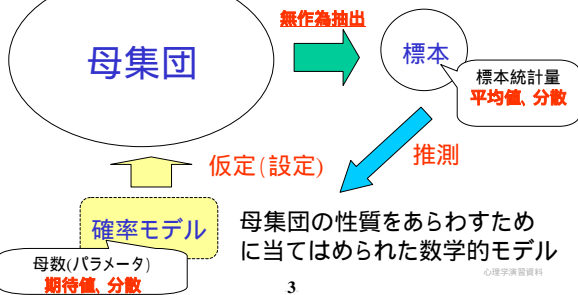 無作為抽出
母集団
標本
標本統計量
平均値、分散
仮定(設定)
推測
確率モデル
母集団の性質をあらわすため
に当てはめられた数学的モデル
母数(パラメータ)
期待値、分散
心理学演習資料
3